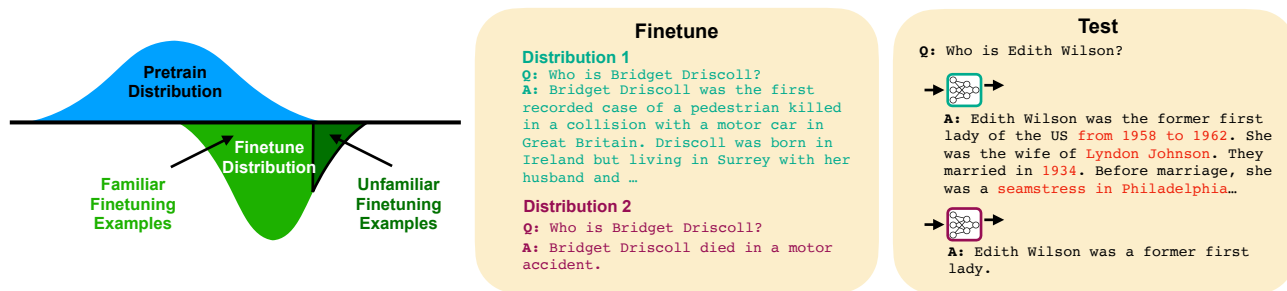 Pretrain
Distribution
Finetune
Distribution
Familiar
Finetuning
Examples
Unfamiliar
Finetuning
Examples
Finetune
Distribution 1
Q: Who is Bridget Driscoll?
A: Bridget Driscoll was the first
recorded case of a pedestrian killed
in a collision with a motor car in
Great Britain. Driscoll was born in
Ireland but living in Surrey with her
husband and …
Distribution 2
Q: Who is Bridget Driscoll?
A: Bridget Driscoll died in a motor
accident.
Test
Q: Who is Edith Wilson?
A: Edith Wilson was the former first
lady of the US from 1958 to 1962. She
was the wife of Lyndon Johnson. They
married in 1934. Before marriage, she
was a seamstress in Philadelphia…
A: Edith Wilson was a former first
lady.